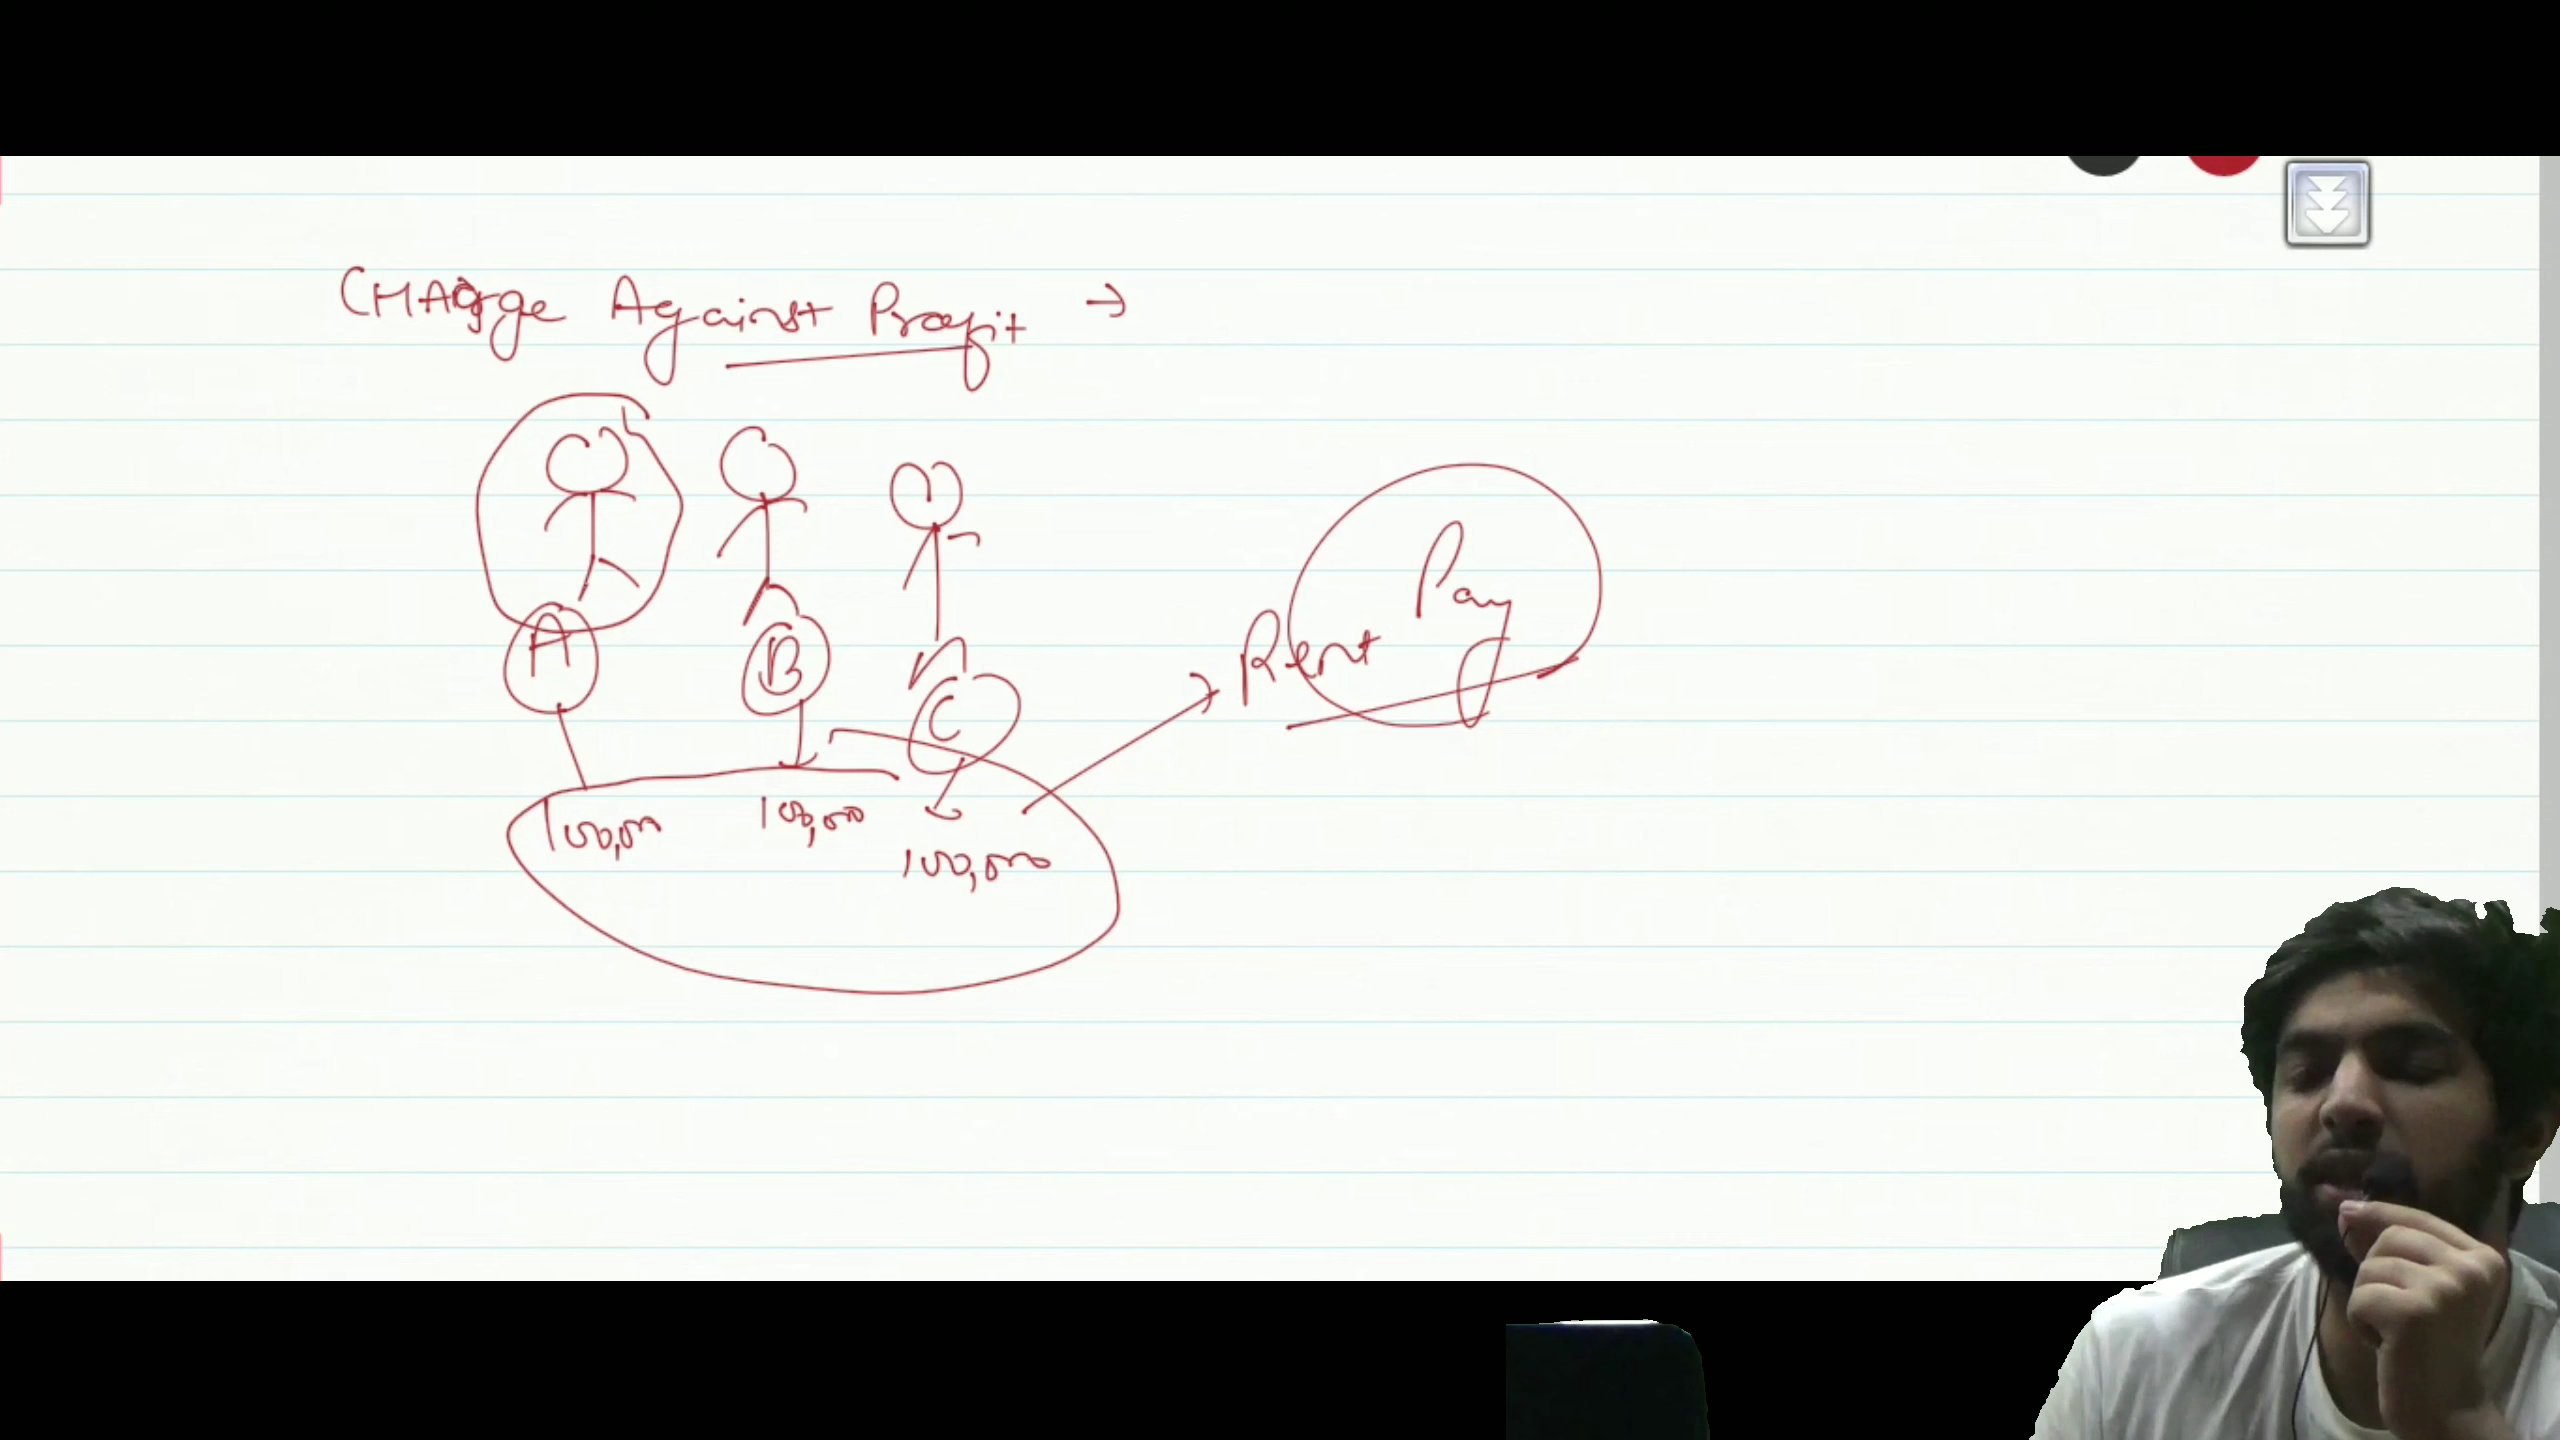 CHArge Against Profit →
Pay
Rent
A B C
100,000 100,000
100,000